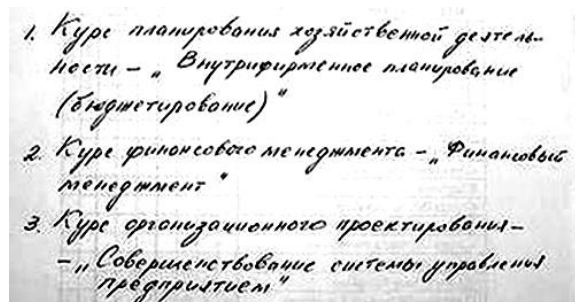 1. Курс планирования хозяйственной деятель-
ности – „Внутрифирменное планирование
(бюджетирование)"
2. Курс финансового менеджмента – „Финансовый
менеджмент"
3. Курс организационного проектирования –
– „Совершенствование системы управления
предприятием"